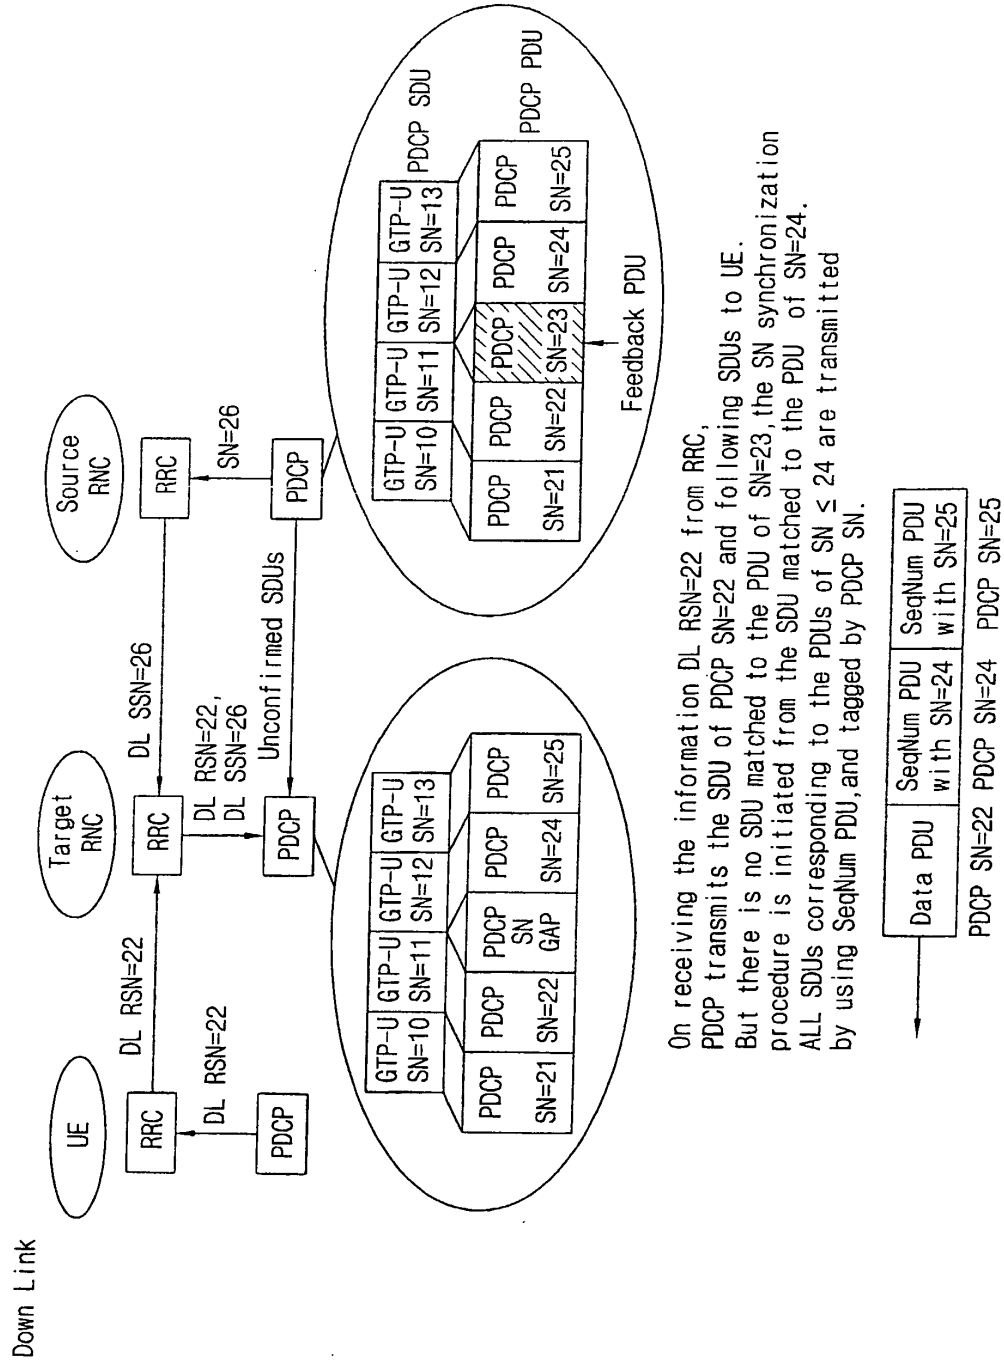 Down Link
UE
Target
RNC
Source
RNC
RRC
DL RSN=22
RRC
DL SSN=26
RRC
DL RSN=22
DL RSN=22,
DL SSN=26
SN=26
PDCP
PDCP
Unconfirmed SDUs
PDCP
GTP-U
SN=10
GTP-U
SN=11
GTP-U
SN=12
GTP-U
SN=13
PDCP
SN=21
PDCP
SN=22
PDCP
SN
GAP
PDCP
SN=24
PDCP
SN=25
GTP-U
SN=10
GTP-U
SN=11
GTP-U
SN=12
GTP-U
SN=13
PDCP SDU
PDCP
SN=21
PDCP
SN=22
PDCP
SN=23
PDCP
SN=24
PDCP
SN=25
PDCP PDU
Feedback PDU
On receiving the information DL RSN=22 from RRC,
PDCP transmits the SDU of PDCP SN=22 and following SDUs to UE.
But there is no SDU matched to the PDU of SN=23,the SN synchronization
procedure is initiated from the SDU matched to the PDU of SN=24.
ALL SDUs corresponding to the PDUs of SN ≤ 24 are transmitted
by using SeqNum PDU,and tagged by PDCP SN.
Data PDU
SeqNum PDU
with SN=24
SeqNum PDU
with SN=25
PDCP SN=22 PDCP SN=24 PDCP SN=25